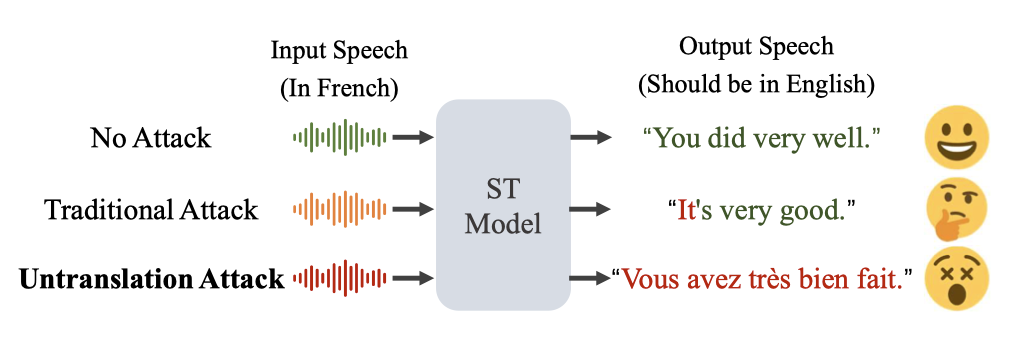 Input Speech
(In French)
Output Speech
(Should be in English)
No Attack
“You did very well.”
Traditional Attack
“It's very good.”
Untranslation Attack
“Vous avez très bien fait.”
ST
Model